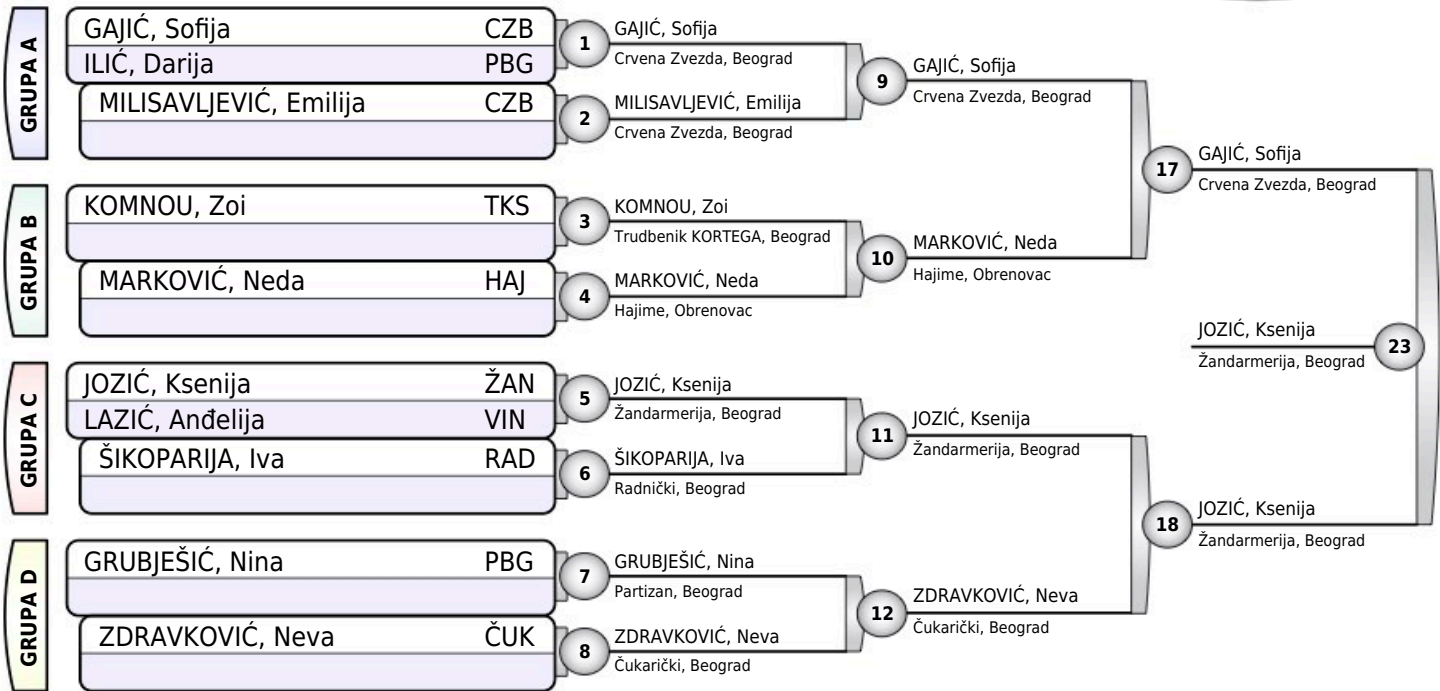 GRUPA A
GAJIĆ, Sofija CZB
ILIĆ, Darija PBG
MILISAVLJEVIĆ, Emilija CZB
GRUPA B
KOMNOU, Zoi TKS
MARKOVIĆ, Neda HAJ
GRUPA C
JOZIĆ, Ksenija ŽAN
LAZIĆ, Anđelija VIN
ŠIKOPARIJA, Iva RAD
GRUPA D
GRUBJEŠIĆ, Nina PBG
ZDRAVKOVIĆ, Neva ČUK
1
GAJIĆ, Sofija
Crvena Zvezda, Beograd
2
MILISAVLJEVIĆ, Emilija
Crvena Zvezda, Beograd
3
KOMNOU, Zoi
Trudbenik KORTEGA, Beograd
4
MARKOVIĆ, Neda
Hajime, Obrenovac
5
JOZIĆ, Ksenija
Žandarmerija, Beograd
6
ŠIKOPARIJA, Iva
Radnički, Beograd
7
GRUBJEŠIĆ, Nina
Partizan, Beograd
8
ZDRAVKOVIĆ, Neva
Čukarički, Beograd
9
GAJIĆ, Sofija
Crvena Zvezda, Beograd
10
MARKOVIĆ, Neda
Hajime, Obrenovac
11
JOZIĆ, Ksenija
Žandarmerija, Beograd
12
ZDRAVKOVIĆ, Neva
Čukarički, Beograd
17
GAJIĆ, Sofija
Crvena Zvezda, Beograd
18
JOZIĆ, Ksenija
Žandarmerija, Beograd
JOZIĆ, Ksenija
Žandarmerija, Beograd
23